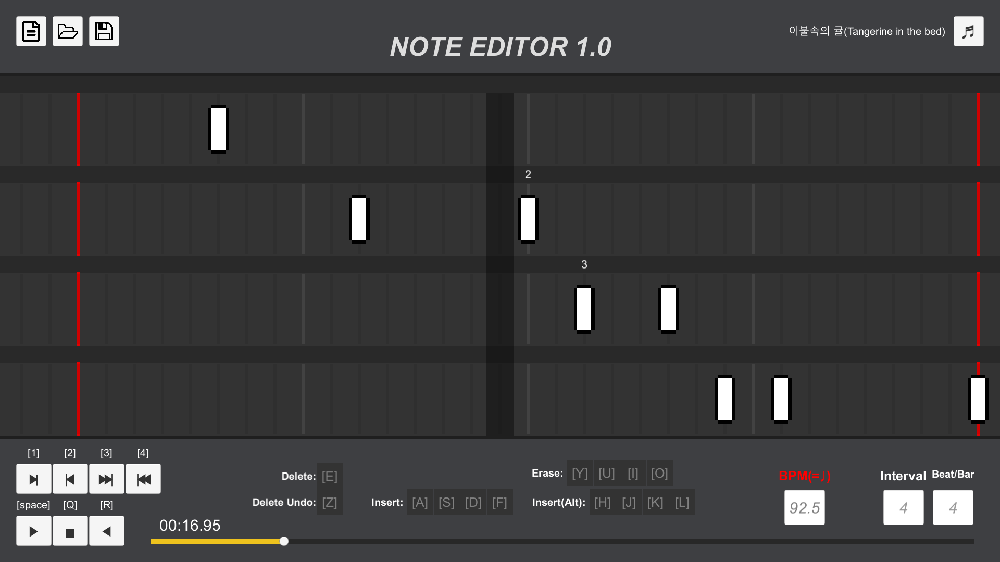 이불속의 귤(Tangerine in the bed)
NOTE EDITOR 1.0
2
3
[1] [2] [3] [4]
[space] [Q] [R]
Delete: [E]
Delete Undo: [Z]
Insert: [A] [S] [D] [F]
Erase: [Y] [U] [I] [O]
Insert(Alt): [H] [J] [K] [L]
BPM(=♩)
92.5
Interval Beat/Bar
4 4
00:16.95